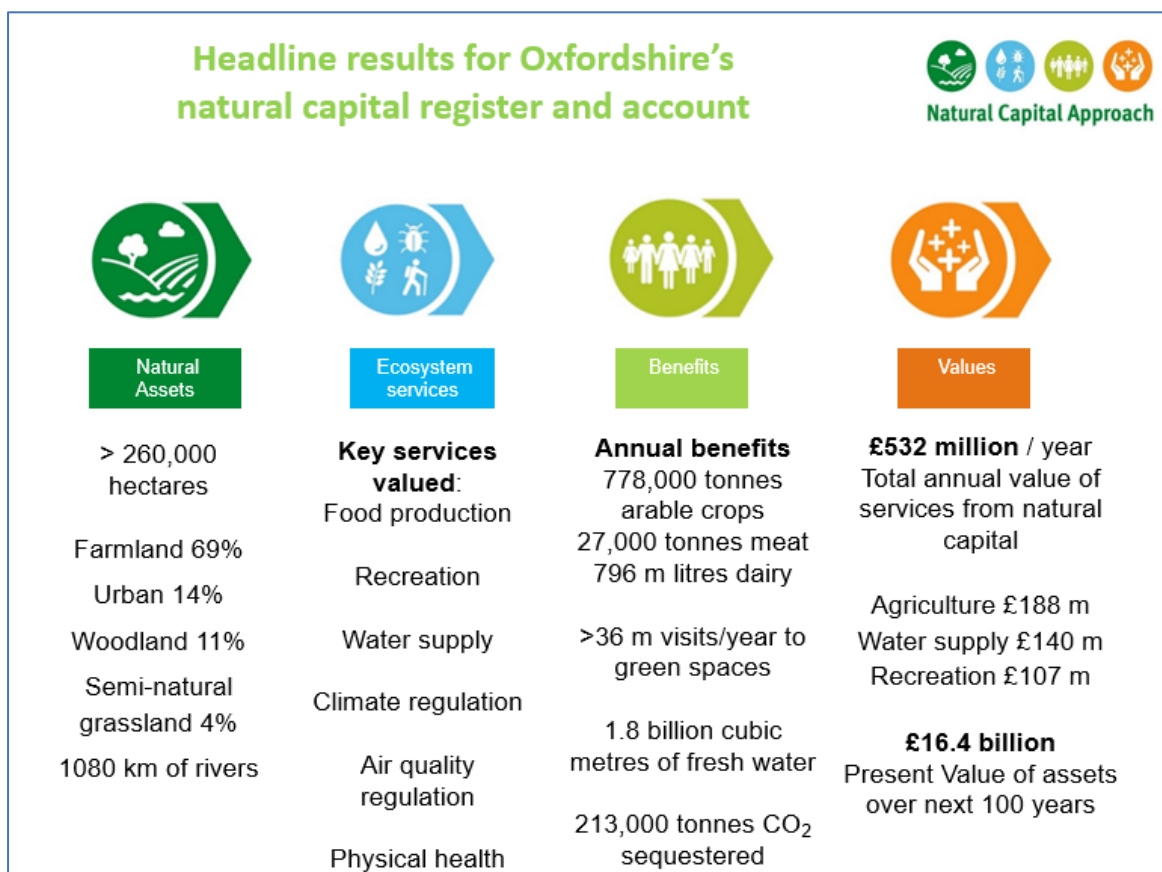 Headline results for Oxfordshire's
natural capital register and account
Natural Capital Approach
Natural
Assets
> 260,000
hectares
Farmland 69%
Urban 14%
Woodland 11%
Semi-natural
grassland 4%
1080 km of rivers
Ecosystem
services
Key services
valued:
Food production
Recreation
Water supply
Climate regulation
Air quality
regulation
Physical health
Benefits
Annual benefits
778,000 tonnes
arable crops
27,000 tonnes meat
796 m litres dairy
>36 m visits/year to
green spaces
1.8 billion cubic
metres of fresh water
213,000 tonnes CO₂
sequestered
Values
£532 million / year
Total annual value of
services from natural
capital
Agriculture £188 m
Water supply £140 m
Recreation £107 m
£16.4 billion
Present Value of assets
over next 100 years